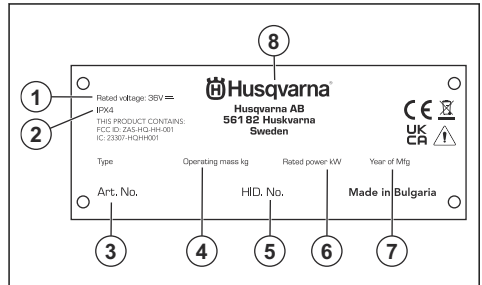 8
Husqvarna
1
Rated voltage: 36V
2
IPX4
Husqvarna AB
561 82 Huskvarna
Sweden
THIS PRODUCT CONTAINS:
FCC ID: ZAS-HQ-HH-001
IC: 23307-HQHH001
CE
UK
CA
Type
Operating mass kg
Rated power kW
Year of Mfg
Art. No.
HID. No.
Made in Bulgaria
3
4
5
6
7